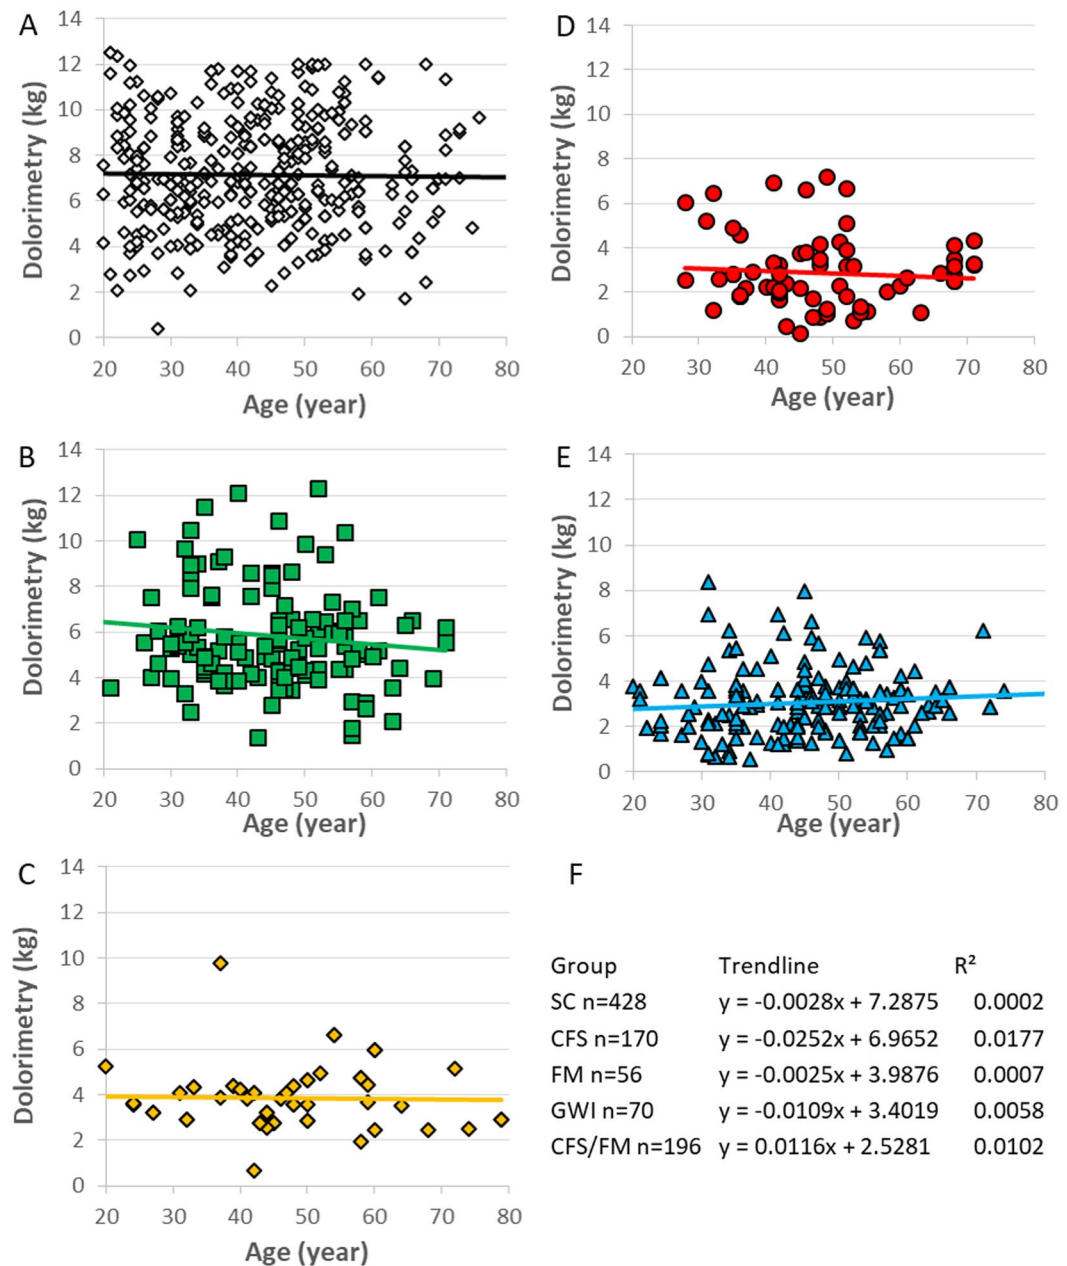 A
Dolorimetry (kg)
14
12
10
8
6
4
2
0
20 30 40 50 60 70 80
Age (year)
D
Dolorimetry (kg)
14
12
10
8
6
4
2
0
20 30 40 50 60 70 80
Age (year)
B
Dolorimetry (kg)
14
12
10
8
6
4
2
0
20 30 40 50 60 70 80
Age (year)
E
Dolorimetry (kg)
14
12
10
8
6
4
2
0
20 30 40 50 60 70 80
Age (year)
C
Dolorimetry (kg)
14
12
10
8
6
4
2
0
20 30 40 50 60 70 80
Age (year)
F
Group Trendline R²
SC n=428 y = -0.0028x + 7.2875 0.0002
CFS n=170 y = -0.0252x + 6.9652 0.0177
FM n=56 y = -0.0025x + 3.9876 0.0007
GWI n=70 y = -0.0109x + 3.4019 0.0058
CFS/FM n=196 y = 0.0116x + 2.5281 0.0102